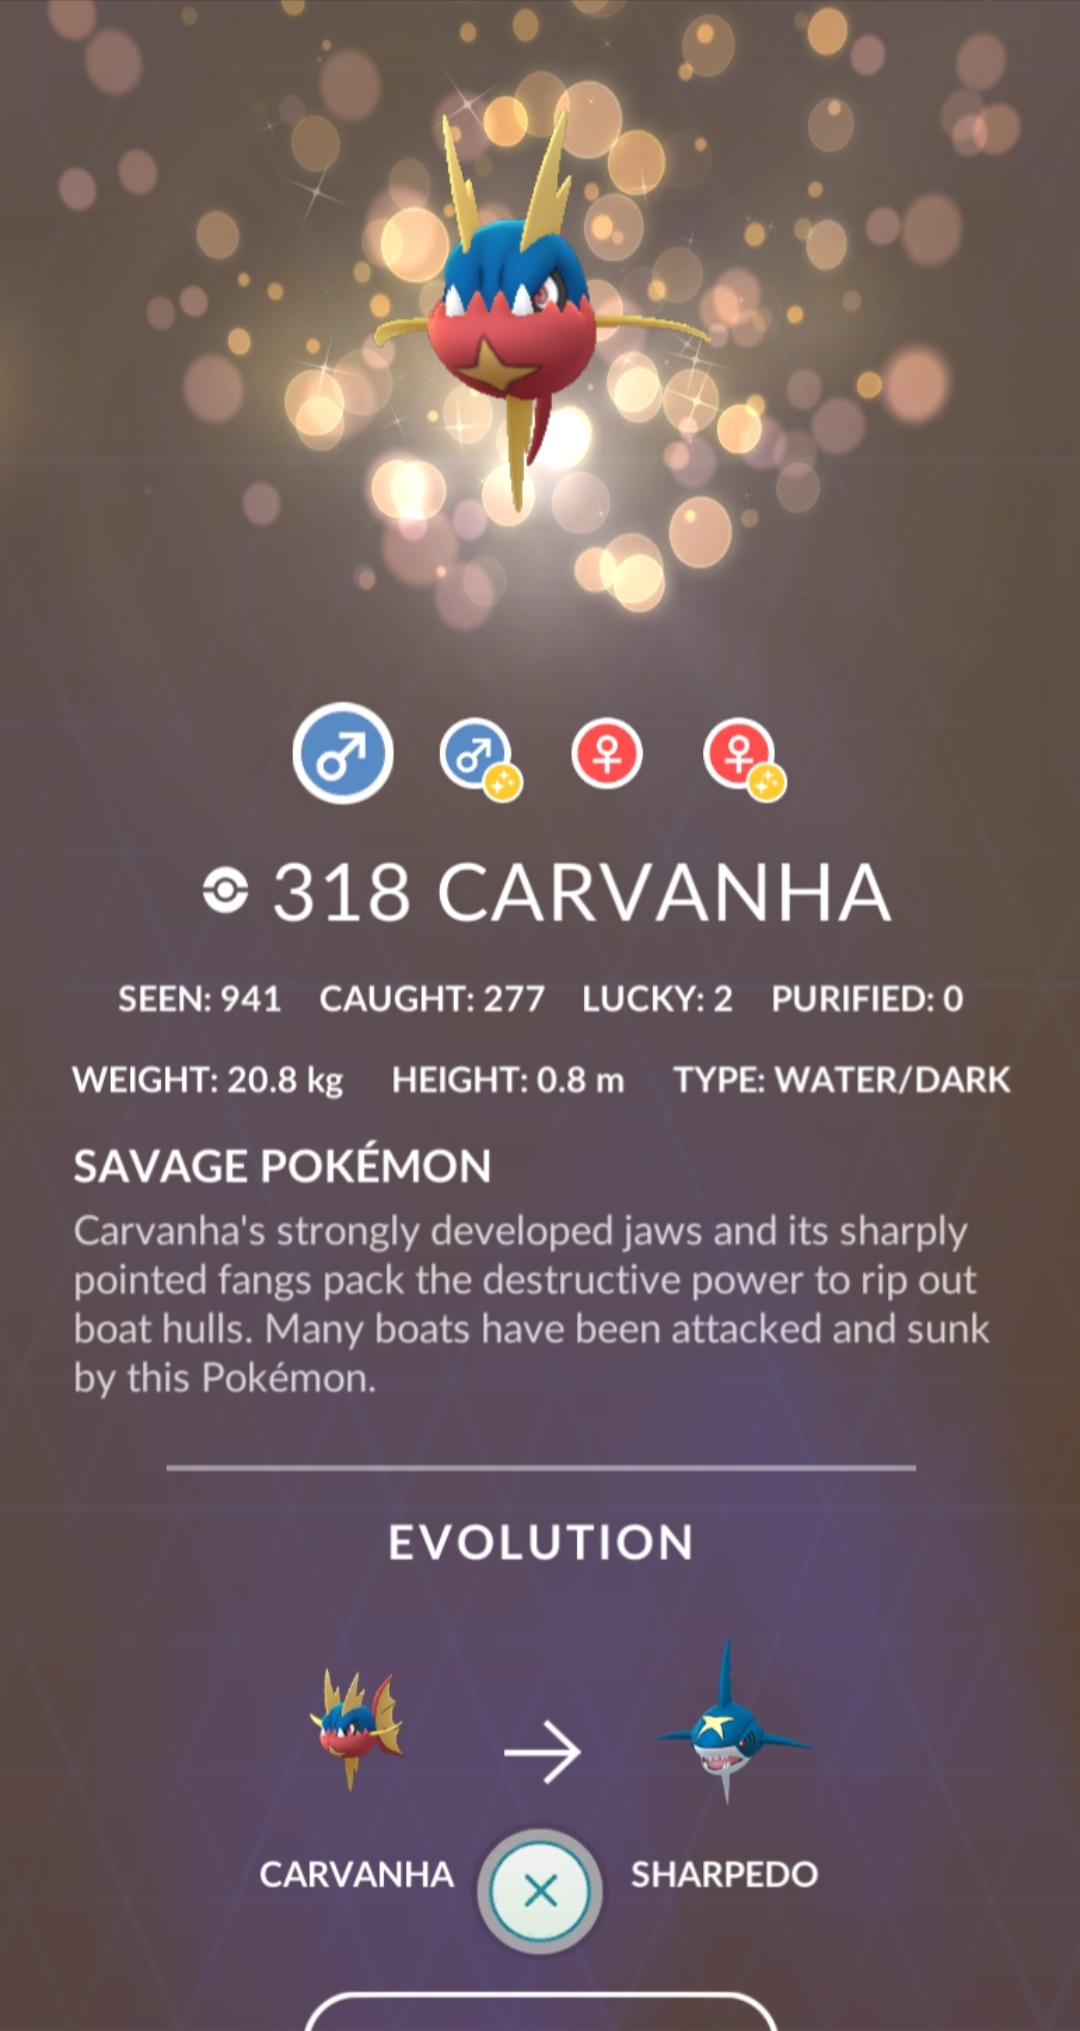 318 CARVANHA
SEEN: 941 CAUGHT: 277 LUCKY: 2 PURIFIED: 0
WEIGHT: 20.8 kg HEIGHT: 0.8 m TYPE: WATER/DARK
SAVAGE POKÉMON
Carvanha's strongly developed jaws and its sharply
pointed fangs pack the destructive power to rip out
boat hulls. Many boats have been attacked and sunk
by this Pokémon.
EVOLUTION
CARVANHA SHARPEDO